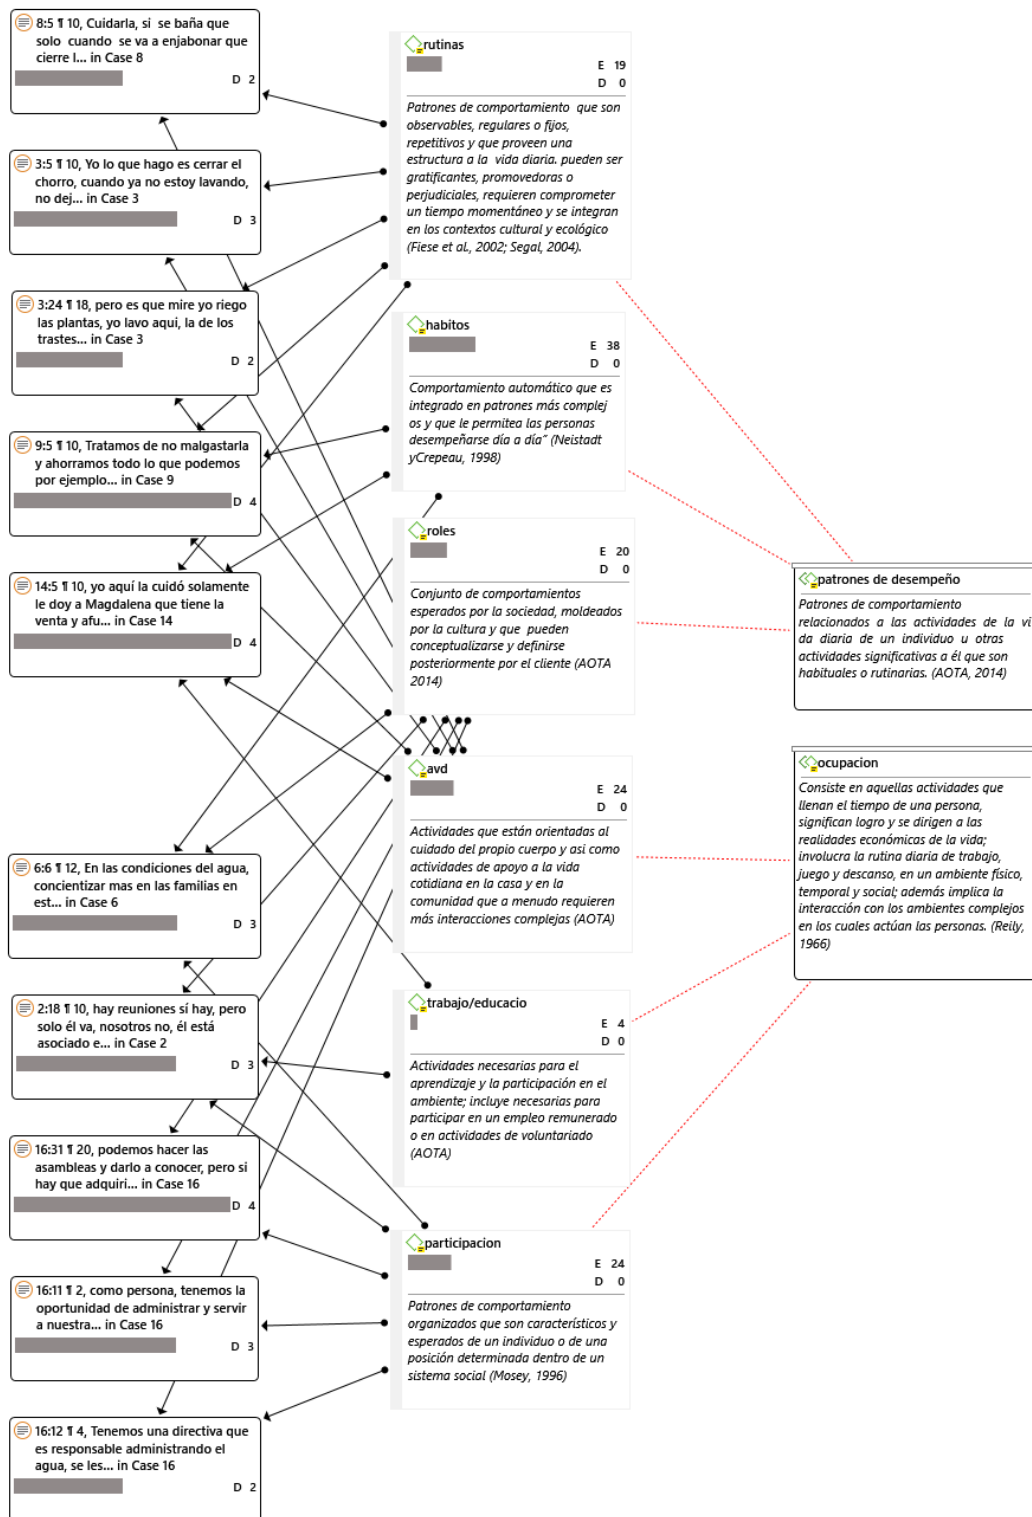 8:5 ¶ 10, Cuidarla, si se baña que
solo cuando se va a enjabonar que
cierre l... in Case 8
D 2
3:5 ¶ 10, Yo lo que hago es cerrar el
chorro, cuando ya no estoy lavando,
no dej... in Case 3
D 3
3:24 ¶ 18, pero es que mire yo riego
las plantas, yo lavo aqui, la de los
trastes... in Case 3
D 2
9:5 ¶ 10, Tratamos de no malgastarla
y ahorramos todo lo que podemos
por ejemplo... in Case 9
D 4
14:5 ¶ 10, yo aquí la cuidó solamente
le doy a Magdalena que tiene la
venta y afu... in Case 14
D 4
6:6 ¶ 12, En las condiciones del agua,
concientizar mas en las familias en
est... in Case 6
D 3
2:18 ¶ 10, hay reuniones sí hay, pero
solo él va, nosotros no, él está
asociado e... in Case 2
D 3
16:31 ¶ 20, podemos hacer las
asambleas y darlo a conocer, pero si
hay que adquiri... in Case 16
D 4
16:11 ¶ 2, como persona, tenemos la
oportunidad de administrar y servir
a nuestra... in Case 16
D 3
16:12 ¶ 4, Tenemos una directiva que
es responsable administrando el
agua, se les... in Case 16
D 2
rutinas
E 19
D 0
Patrones de comportamiento que son
observables, regulares o fijos,
repetitivos y que proveen una
estructura a la vida diaria. pueden ser
gratificantes, promovedoras o
perjudiciales, requieren comprometer
un tiempo momentáneo y se integran
en los contextos cultural y ecológico
(Fiese et al., 2002; Segal, 2004).
habitos
E 38
D 0
Comportamiento automático que es
integrado en patrones más complej
os y que le permitea las personas
desempeñarse día a día” (Neistadt
yCrepeau, 1998)
roles
E 20
D 0
Conjunto de comportamientos
esperados por la sociedad, moldeados
por la cultura y que pueden
conceptualizarse y definirse
posteriormente por el cliente (AOTA
2014)
avd
E 24
D 0
Actividades que están orientadas al
cuidado del propio cuerpo y asi como
actividades de apoyo a la vida
cotidiana en la casa y en la
comunidad que a menudo requieren
más interacciones complejas (AOTA)
trabajo/educacio
E 4
D 0
Actividades necesarias para el
aprendizaje y la participación en el
ambiente; incluye necesarias para
participar en un empleo remunerado
o en actividades de voluntariado
(AOTA)
participacion
E 24
D 0
Patrones de comportamiento
organizados que son característicos y
esperados de un individuo o de una
posición determinada dentro de un
sistema social (Mosey, 1996)
patrones de desempeño
Patrones de comportamiento
relacionados a las actividades de la vi
da diaria de un individuo u otras
actividades significativas a él que son
habituales o rutinarias. (AOTA, 2014)
ocupacion
Consiste en aquellas actividades que
llenan el tiempo de una persona,
significan logro y se dirigen a las
realidades económicas de la vida;
involucra la rutina diaria de trabajo,
juego y descanso, en un ambiente físico,
temporal y social; además implica la
interacción con los ambientes complejos
en los cuales actúan las personas. (Reily,
1966)